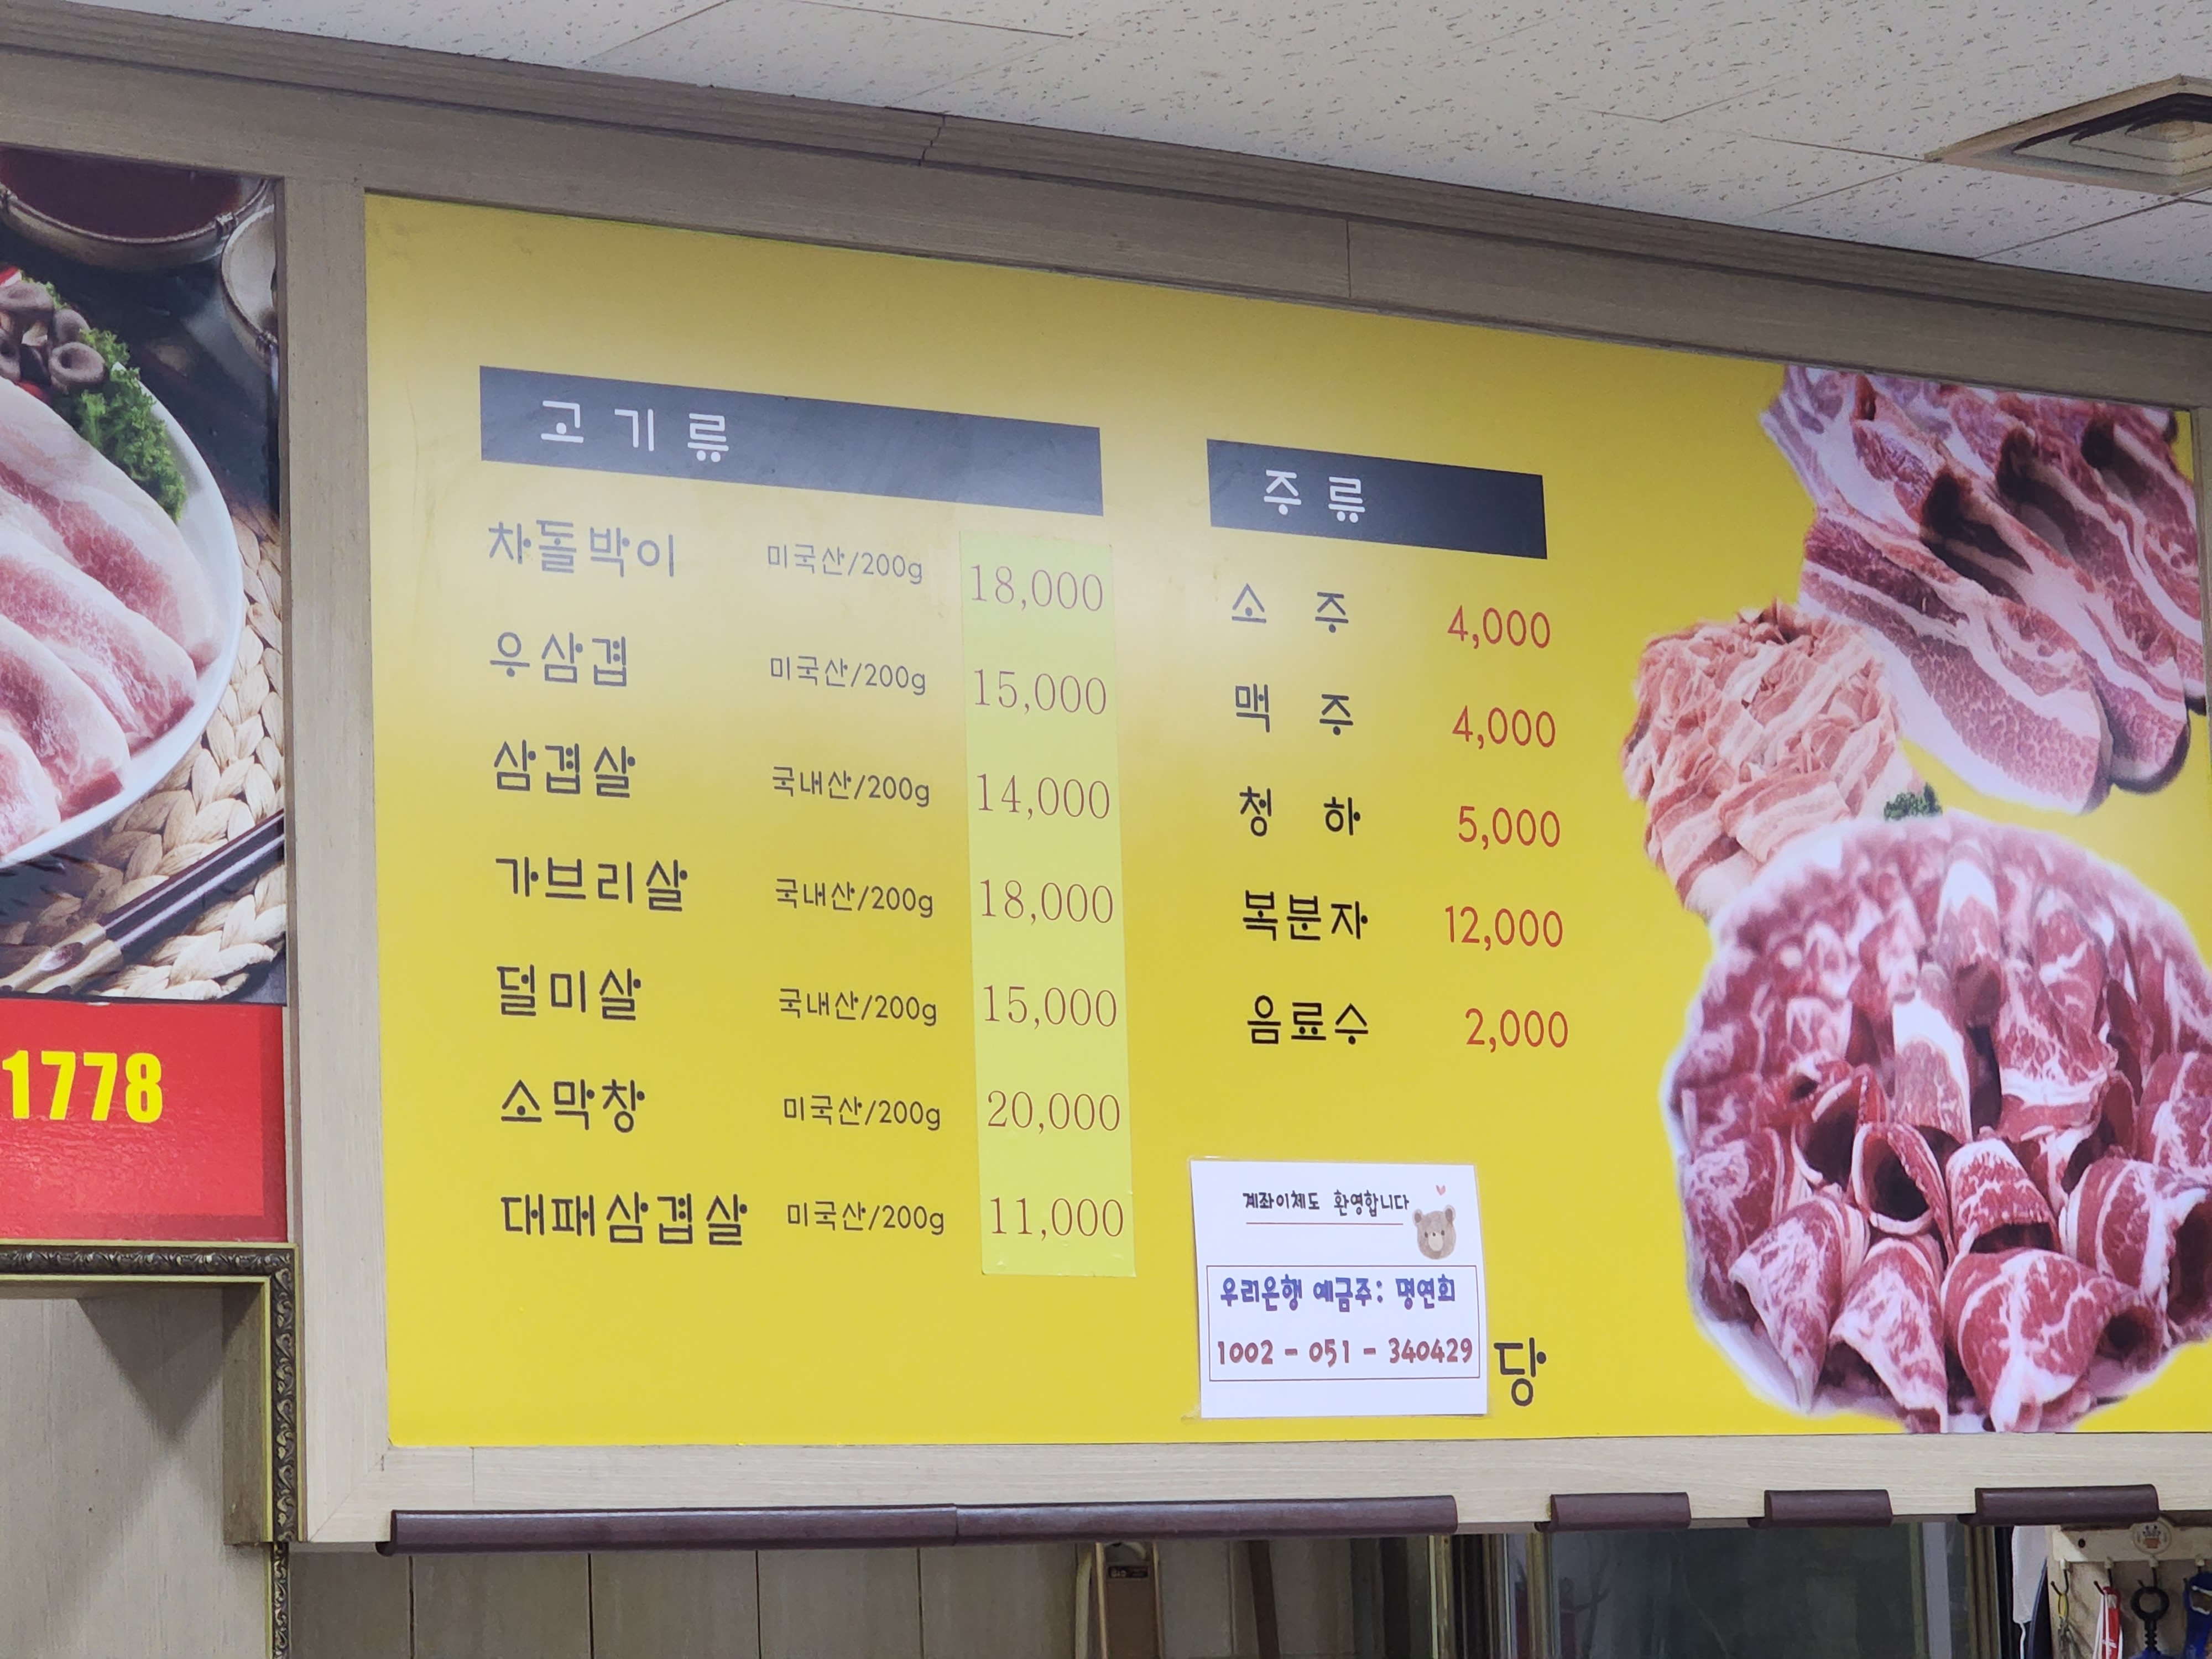 1778
고기류
차돌박이 미국산/200g 18,000
우삼겹 미국산/200g 15,000
삼겹살 국내산/200g 14,000
가브리살 국내산/200g 18,000
덜미살 국내산/200g 15,000
소막창 미국산/200g 20,000
대패삼겹살 미국산/200g 11,000
주류
소 주 4,000
맥 주 4,000
청 하 5,000
복분자 12,000
음료수 2,000
계좌이체도 환영합니다
우리은행 예금주: 명연희
1002 - 051 - 340429
당